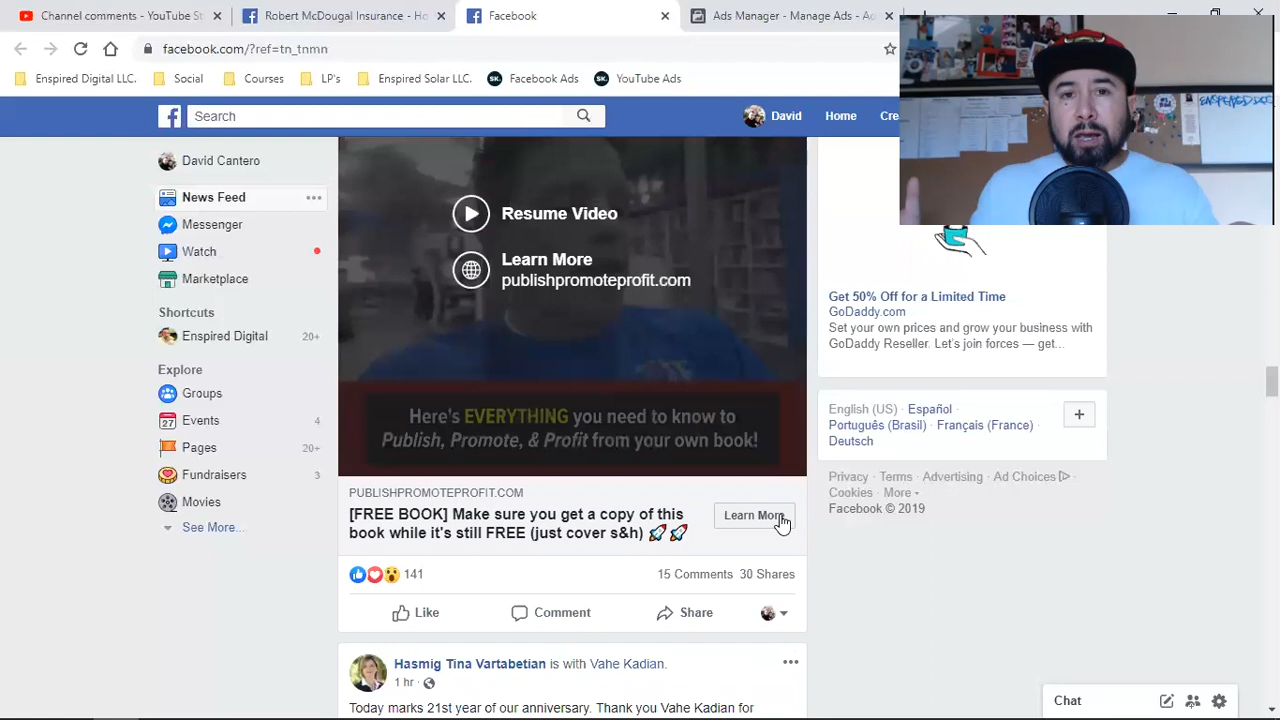 Content comments - YouTube St
Robert McDougal Insurance - Ho
Facebook
Ads Manager - Manage Ads - A
facebook.com/?ref=tn_tnmn
Enspired Digital LLC.
Social
Courses
LP's
Enspired Solar LLC.
SK.
Facebook Ads
SK.
YouTube Ads
Search
David
Home
Cre
David Cantero
News Feed
Messenger
Watch
Marketplace
Shortcuts
Enspired Digital
20+
Explore
Groups
27
Events
4
Pages
20+
Fundraisers
3
Movies
See More...
Resume Video
Learn More
publishpromoteprofit.com
Here's EVERYTHING you need to know to
Publish, Promote, & Profit from your own book!
PUBLISHPROMOTEPROFIT.COM
[FREE BOOK] Make sure you get a copy of this
book while it's still FREE (just cover s&h) 🚀🚀
Learn More
141
15 Comments 30 Shares
Like
Comment
Share
Hasmig Tina Vartabetian is with Vahe Kadian.
1 hr ·
Today marks 21st year of our anniversary. Thank you Vahe Kadian for
Get 50% Off for a Limited Time
GoDaddy.com
Set your own prices and grow your business with
GoDaddy Reseller. Let's join forces — get...
English (US) · Español ·
Português (Brasil) · Français (France) ·
Deutsch
Privacy · Terms · Advertising · Ad Choices
Cookies · More
Facebook © 2019
Chat